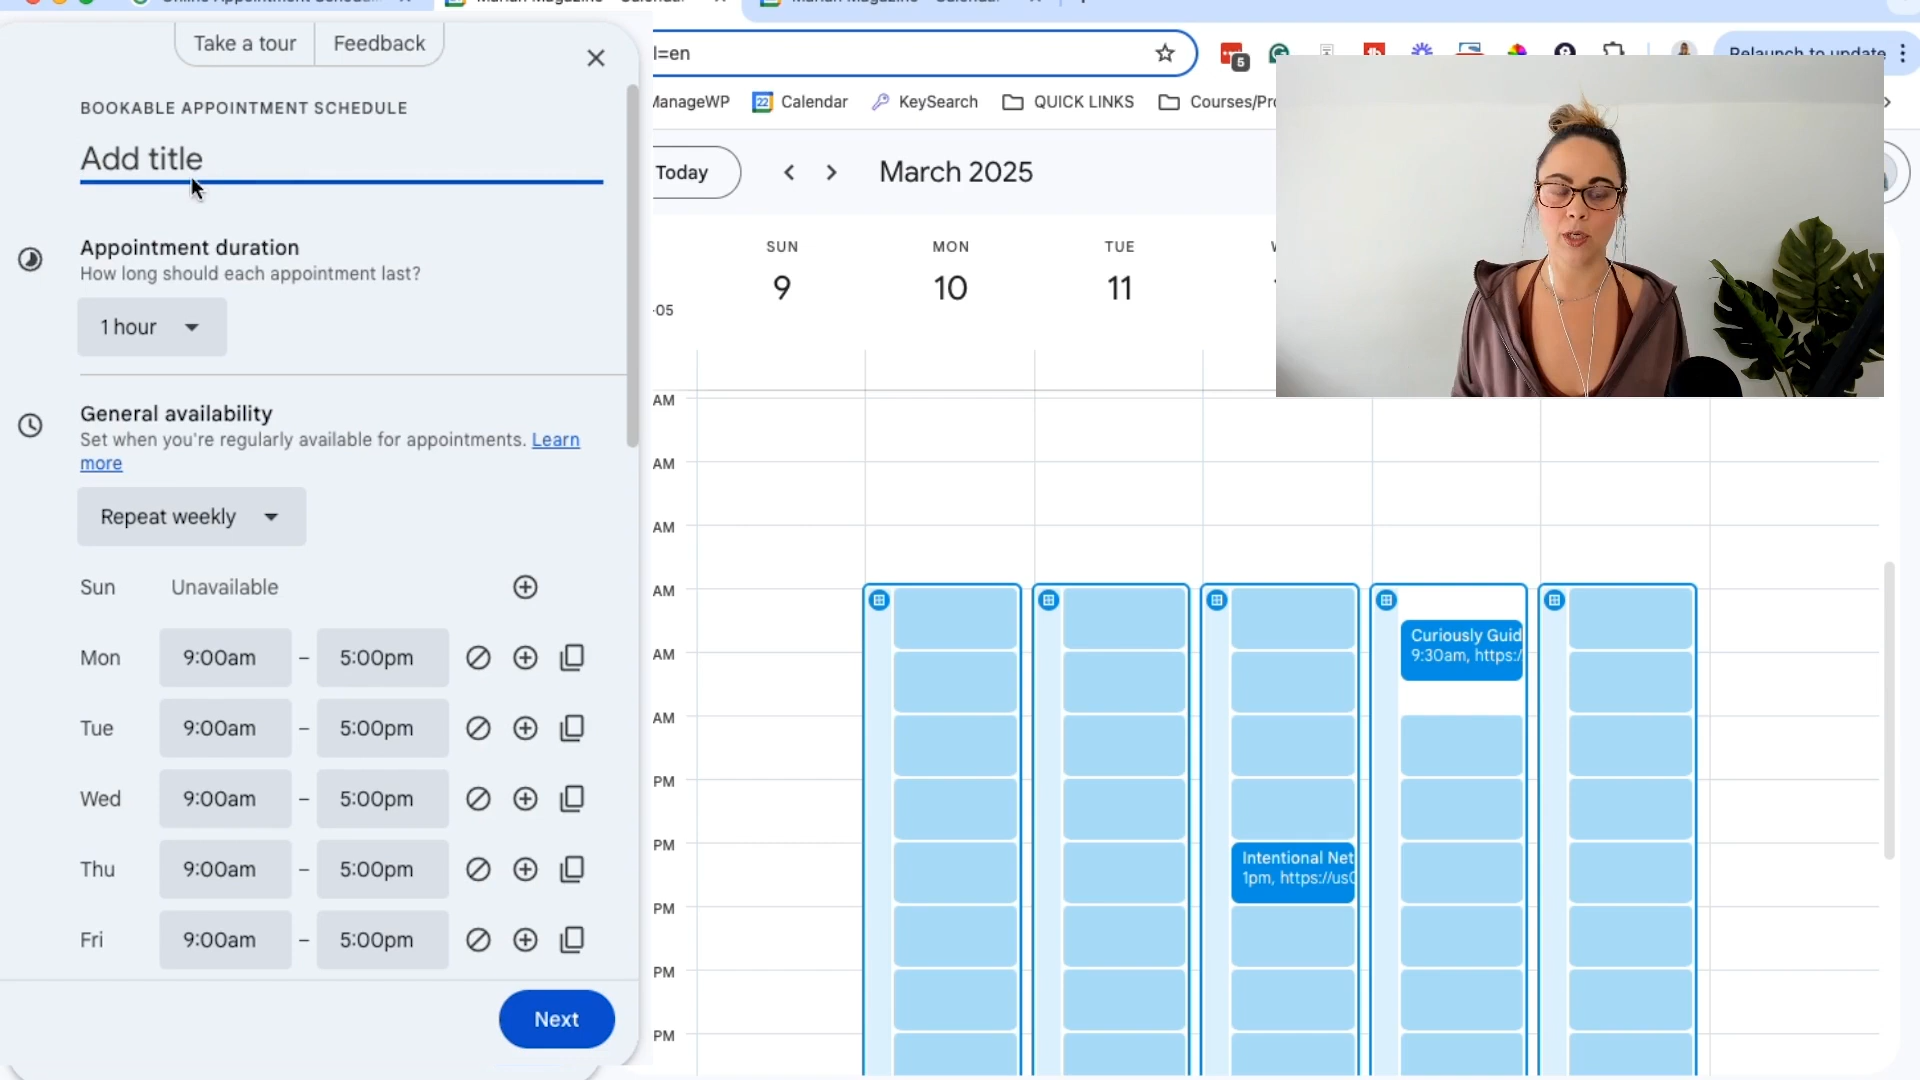 Take a tour
Feedback
BOOKABLE APPOINTMENT SCHEDULE
Add title
Appointment duration
How long should each appointment last?
1 hour
General availability
Set when you're regularly available for appointments. Learn
more
Repeat weekly
Sun Unavailable
Mon 9:00am – 5:00pm
Tue 9:00am – 5:00pm
Wed 9:00am – 5:00pm
Thu 9:00am – 5:00pm
Fri 9:00am – 5:00pm
Next
l=en
5
Relaunch to update
ManageWP
22 Calendar
KeySearch
QUICK LINKS
Courses/Pr
Today
March 2025
SUN
9
MON
10
TUE
11
-05
AM
AM
AM
AM
AM
AM
PM
PM
PM
PM
PM
Curiously Guid
9:30am, https:/
Intentional Net
1pm, https://us0